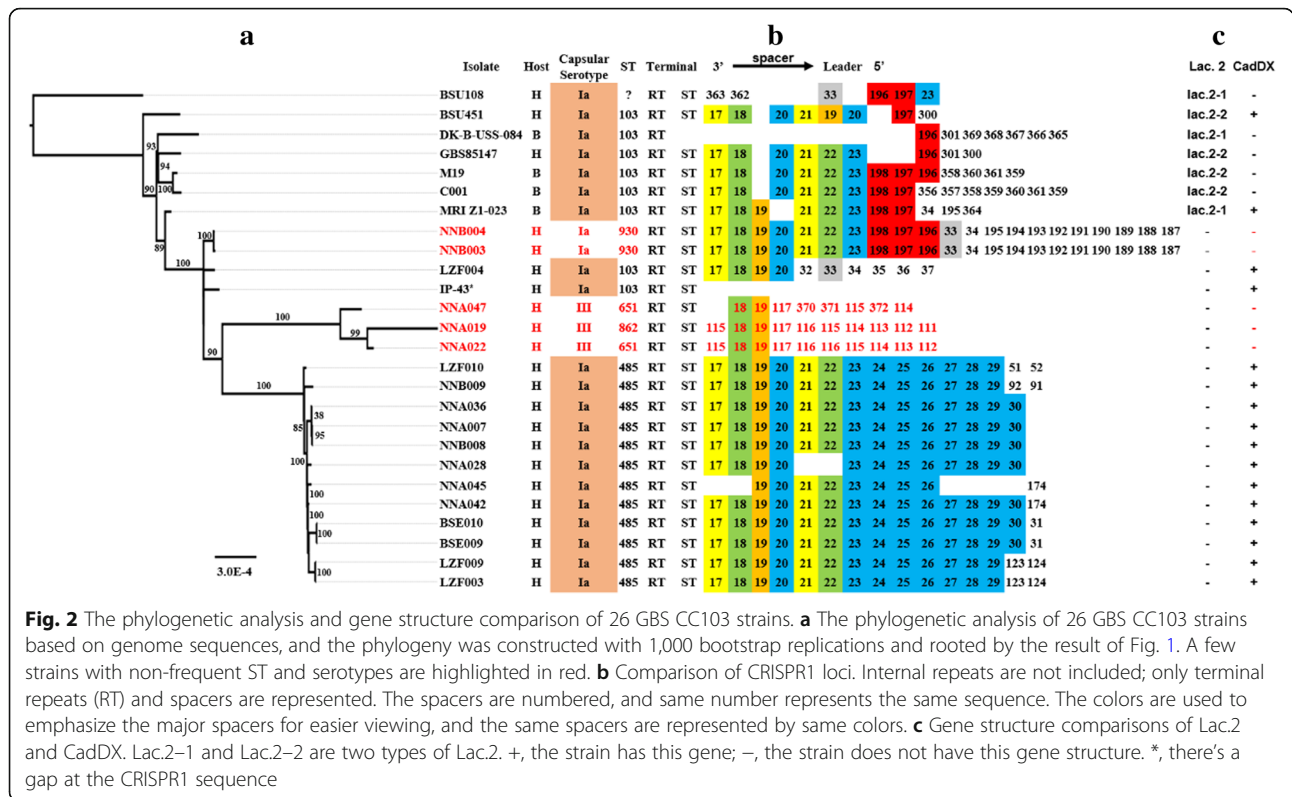 a
b
c
Isolate Host Capsular Serotype ST Terminal 3' spacer Leader 5' Lac. 2 CadDX
BSU108 H Ia ? RT ST 363 362 33 196 197 23 lac.2-1 -
BSU451 H Ia 103 RT ST 17 18 20 21 19 20 197 300 lac.2-2 +
DK-B-USS-084 B Ia 103 RT 196 301 369 368 367 366 365 lac.2-1 -
GBS85147 H Ia 103 RT ST 17 18 20 21 22 23 196 301 300 lac.2-2 -
M19 B Ia 103 RT ST 17 18 20 21 22 23 198 197 196 358 360 361 359 lac.2-2 -
C001 B Ia 103 RT ST 17 18 20 21 22 23 198 197 356 357 358 359 360 361 359 lac.2-2 -
MRI Z1-023 B Ia 103 RT ST 17 18 19 21 22 23 198 197 34 195 364 lac.2-1 +
NNB004 H Ia 930 RT ST 17 18 19 20 21 22 23 198 197 196 33 34 195 194 193 192 191 190 189 188 187 - -
NNB003 H Ia 930 RT ST 17 18 19 20 21 22 23 198 197 196 33 34 195 194 193 192 191 190 189 188 187 - -
LZF004 H Ia 103 RT ST 17 18 19 20 32 33 34 35 36 37 - +
IP-43* H Ia 103 RT ST - +
NNA047 H III 651 RT ST 18 19 117 370 371 115 372 114 - -
NNA019 H III 862 RT ST 115 18 19 117 116 115 114 113 112 111 - -
NNA022 H III 651 RT ST 115 18 19 117 116 116 115 114 113 112 - -
LZF010 H Ia 485 RT ST 17 18 19 20 21 22 23 24 25 26 27 28 29 51 52 - +
NNB009 H Ia 485 RT ST 17 18 19 20 21 22 23 24 25 26 27 28 29 92 91 - +
NNA036 H Ia 485 RT ST 17 18 19 20 21 22 23 24 25 26 27 28 29 30 - +
NNA007 H Ia 485 RT ST 17 18 19 20 21 22 23 24 25 26 27 28 29 30 - +
NNB008 H Ia 485 RT ST 17 18 19 20 21 22 23 24 25 26 27 28 29 30 - +
NNA028 H Ia 485 RT ST 17 18 19 20 23 24 25 26 27 28 29 30 - +
NNA045 H Ia 485 RT ST 19 20 21 22 23 24 25 26 174 - +
NNA042 H Ia 485 RT ST 17 18 19 20 21 22 23 24 25 26 27 28 29 30 174 - +
BSE010 H Ia 485 RT ST 17 18 19 20 21 22 23 24 25 26 27 28 29 30 31 - +
BSE009 H Ia 485 RT ST 17 18 19 20 21 22 23 24 25 26 27 28 29 30 31 - +
LZF009 H Ia 485 RT ST 17 18 19 20 21 22 23 24 25 26 27 28 29 123 124 - +
LZF003 H Ia 485 RT ST 17 18 19 20 21 22 23 24 25 26 27 28 29 123 124 - +
93
94
90
100
89
100
100
100
99
90
100
38
85
95
100
100
100
100
100
3.0E-4
Fig. 2 The phylogenetic analysis and gene structure comparison of 26 GBS CC103 strains. a The phylogenetic analysis of 26 GBS CC103 strains
based on genome sequences, and the phylogeny was constructed with 1,000 bootstrap replications and rooted by the result of Fig. 1. A few
strains with non-frequent ST and serotypes are highlighted in red. b Comparison of CRISPR1 loci. Internal repeats are not included; only terminal
repeats (RT) and spacers are represented. The spacers are numbered, and same number represents the same sequence. The colors are used to
emphasize the major spacers for easier viewing, and the same spacers are represented by same colors. c Gene structure comparisons of Lac.2
and CadDX. Lac.2–1 and Lac.2–2 are two types of Lac.2. +, the strain has this gene; −, the strain does not have this gene structure. *, there's a
gap at the CRISPR1 sequence